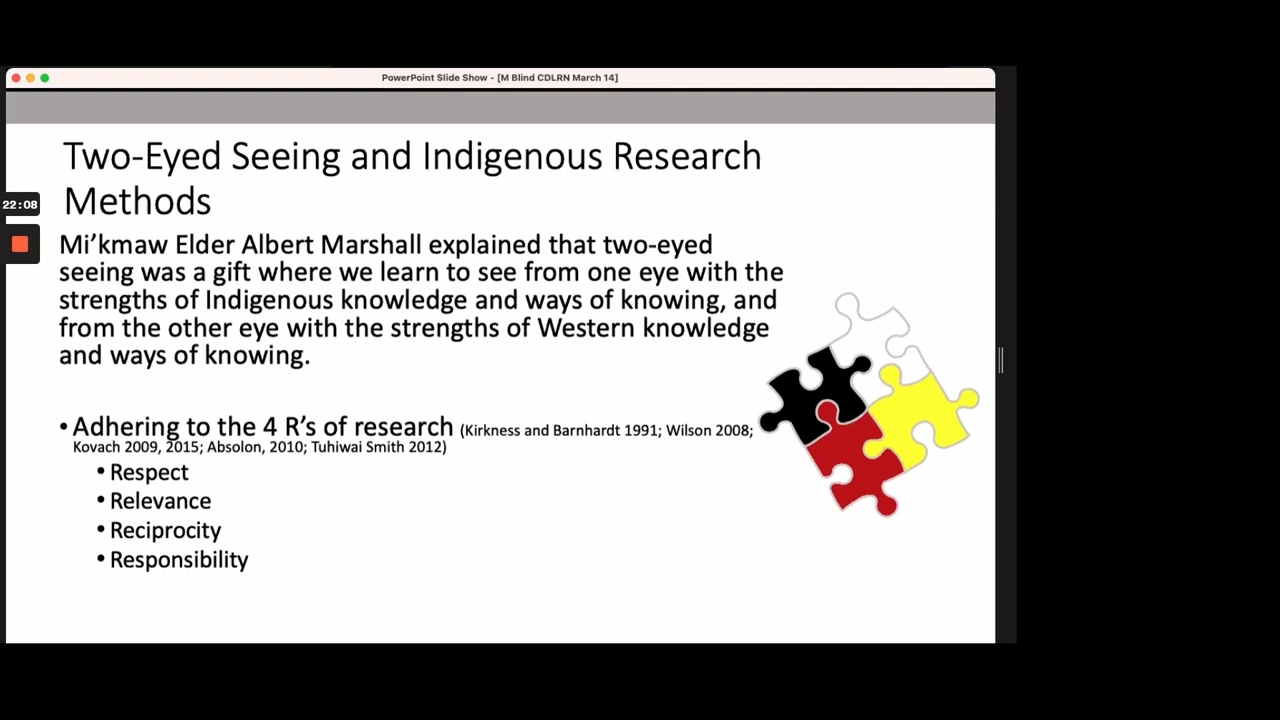 PowerPoint Slide Show - [M Blind CDLRN March 14]
Two-Eyed Seeing and Indigenous Research
Methods
22:08
Mi’kmaw Elder Albert Marshall explained that two-eyed
seeing was a gift where we learn to see from one eye with the
strengths of Indigenous knowledge and ways of knowing, and
from the other eye with the strengths of Western knowledge
and ways of knowing.
• Adhering to the 4 R’s of research (Kirkness and Barnhardt 1991; Wilson 2008;
Kovach 2009, 2015; Absolon, 2010; Tuhiwai Smith 2012)
• Respect
• Relevance
• Reciprocity
• Responsibility